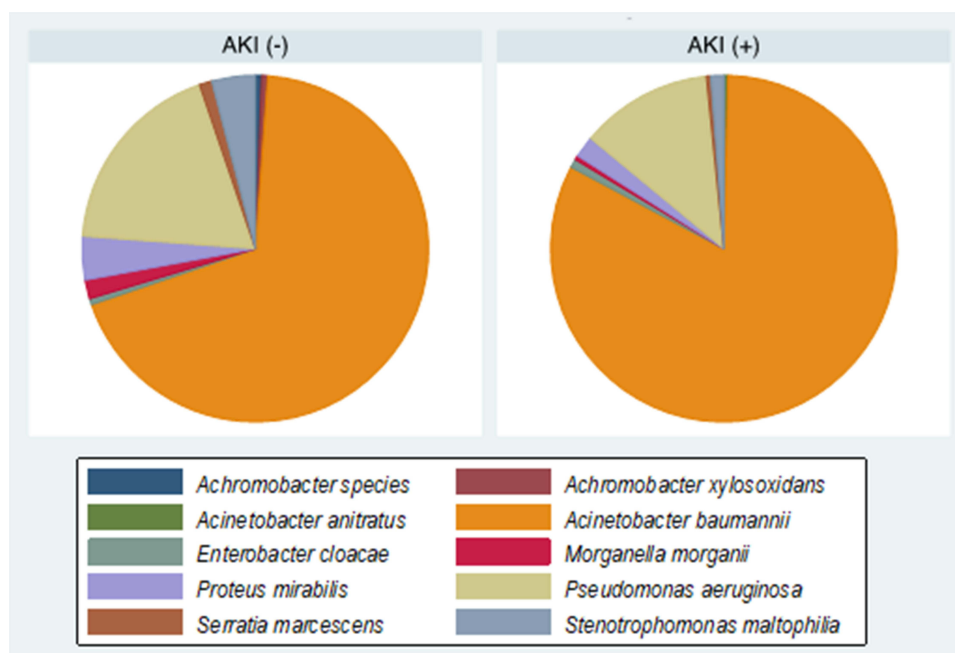 AKI (-)
AKI (+)
Achromobacter species
Achromobacter xylosoxidans
Acinetobacter anitratus
Acinetobacter baumannii
Enterobacter cloacae
Morganella morganii
Proteus mirabilis
Pseudomonas aeruginosa
Serratia marcescens
Stenotrophomonas maltophilia